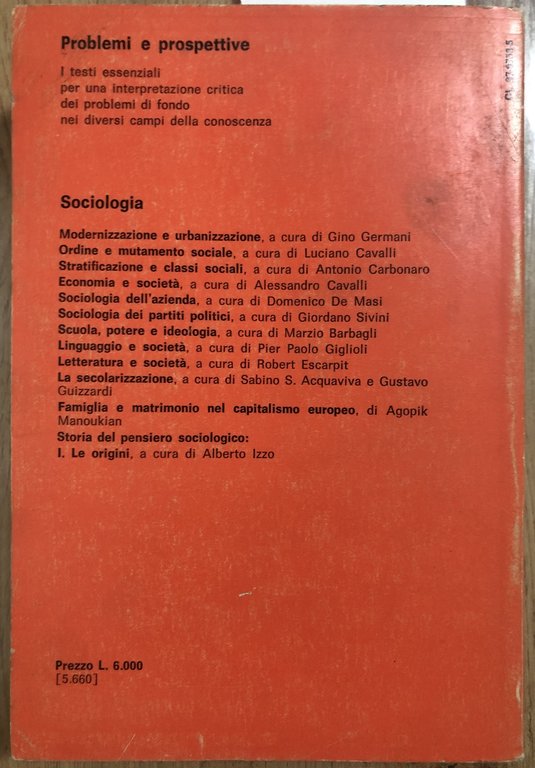 Problemi e prospettive
I testi essenziali
per una interpretazione critica
dei problemi di fondo
nei diversi campi della conoscenza
Sociologia
Modernizzazione e urbanizzazione, a cura di Gino Germani
Ordine e mutamento sociale, a cura di Luciano Cavalli
Stratificazione e classi sociali, a cura di Antonio Carbonaro
Economia e società, a cura di Alessandro Cavalli
Sociologia dell'azienda, a cura di Domenico De Masi
Sociologia dei partiti politici, a cura di Giordano Sivini
Scuola, potere e ideologia, a cura di Marzio Barbagli
Linguaggio e società, a cura di Pier Paolo Giglioli
Letteratura e società, a cura di Robert Escarpit
La secolarizzazione, a cura di Sabino S. Acquaviva e Gustavo
Guizzardi
Famiglia e matrimonio nel capitalismo europeo, di Agopik
Manoukian
Storia del pensiero sociologico:
I. Le origini, a cura di Alberto Izzo
Prezzo L. 6.000
[5.660]